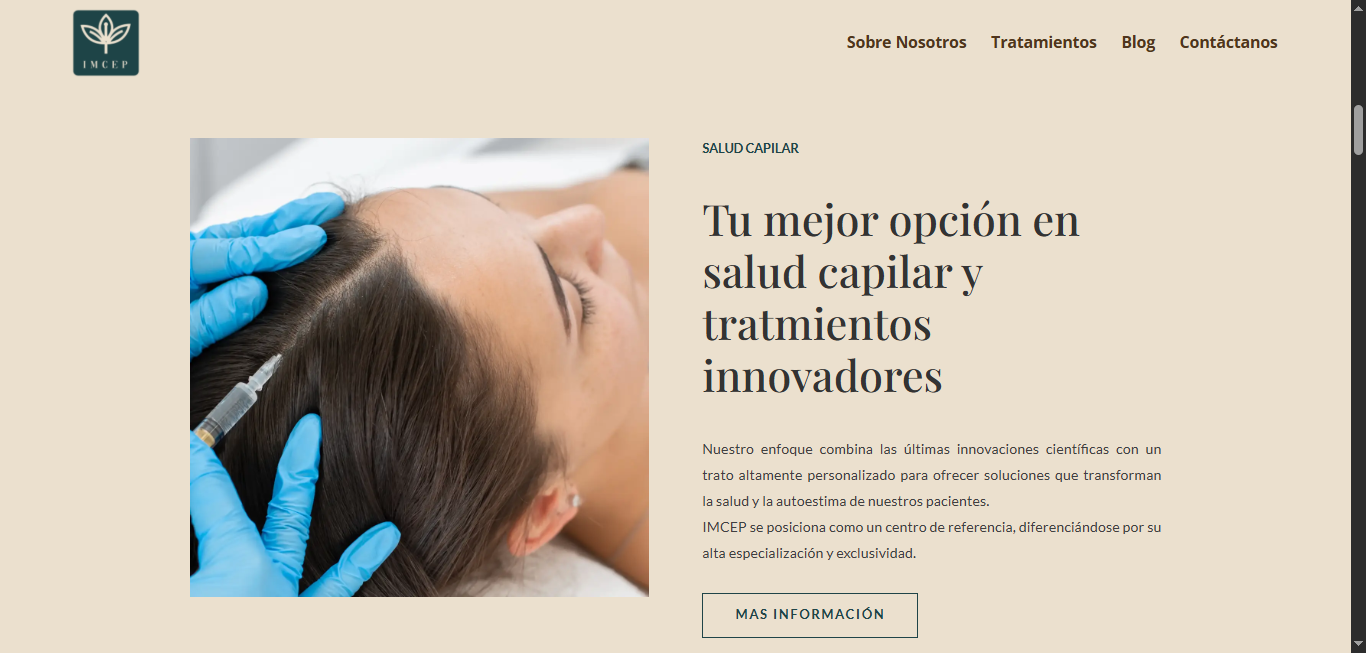 IMCEP
Sobre Nosotros
Tratamientos
Blog
Contáctanos
SALUD CAPILAR
Tu mejor opción en
salud capilar y
tratmientos
innovadores
Nuestro enfoque combina las últimas innovaciones científicas con un
trato altamente personalizado para ofrecer soluciones que transforman
la salud y la autoestima de nuestros pacientes.
IMCEP se posiciona como un centro de referencia, diferenciándose por su
alta especialización y exclusividad.
MAS INFORMACIÓN